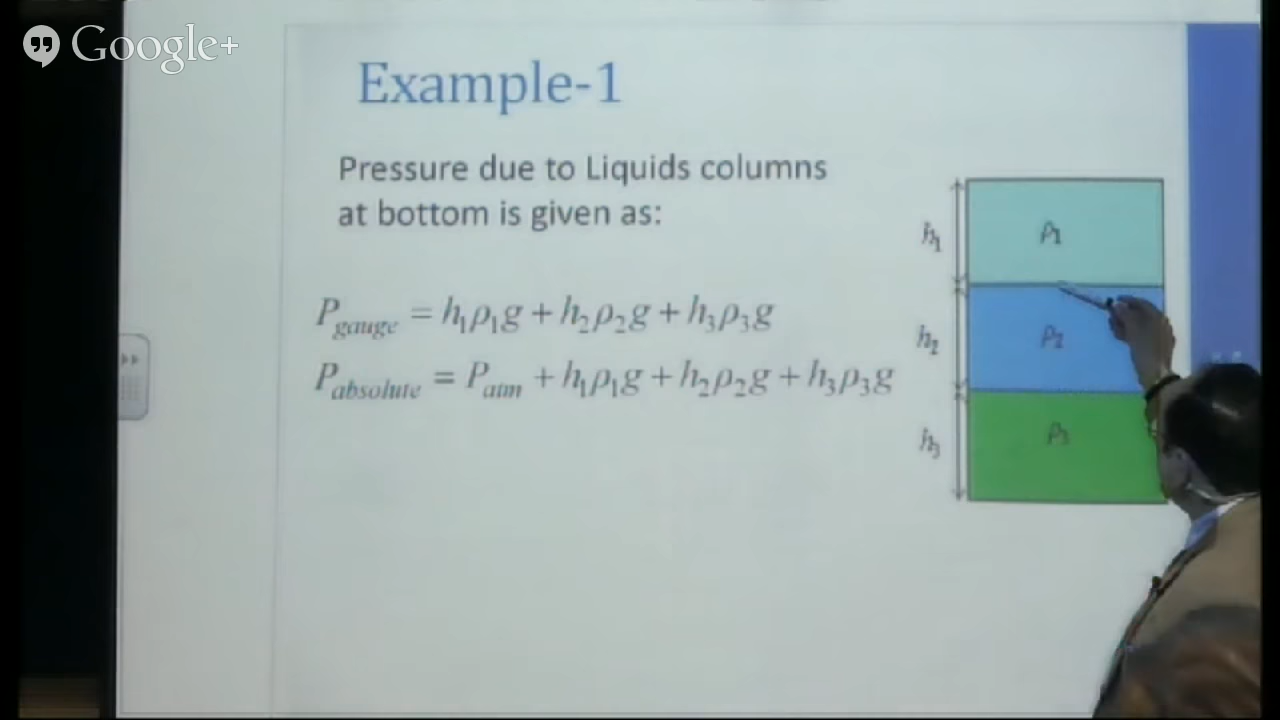 Google+
Example-1
Pressure due to Liquids columns
at bottom is given as:
P_gauge = h₁ρ₁g + h₂ρ₂g + h₃ρ₃g
P_absolute = P_atm + h₁ρ₁g + h₂ρ₂g + h₃ρ₃g
h₁
ρ₁
h₂
ρ₂
h₃
ρ₃